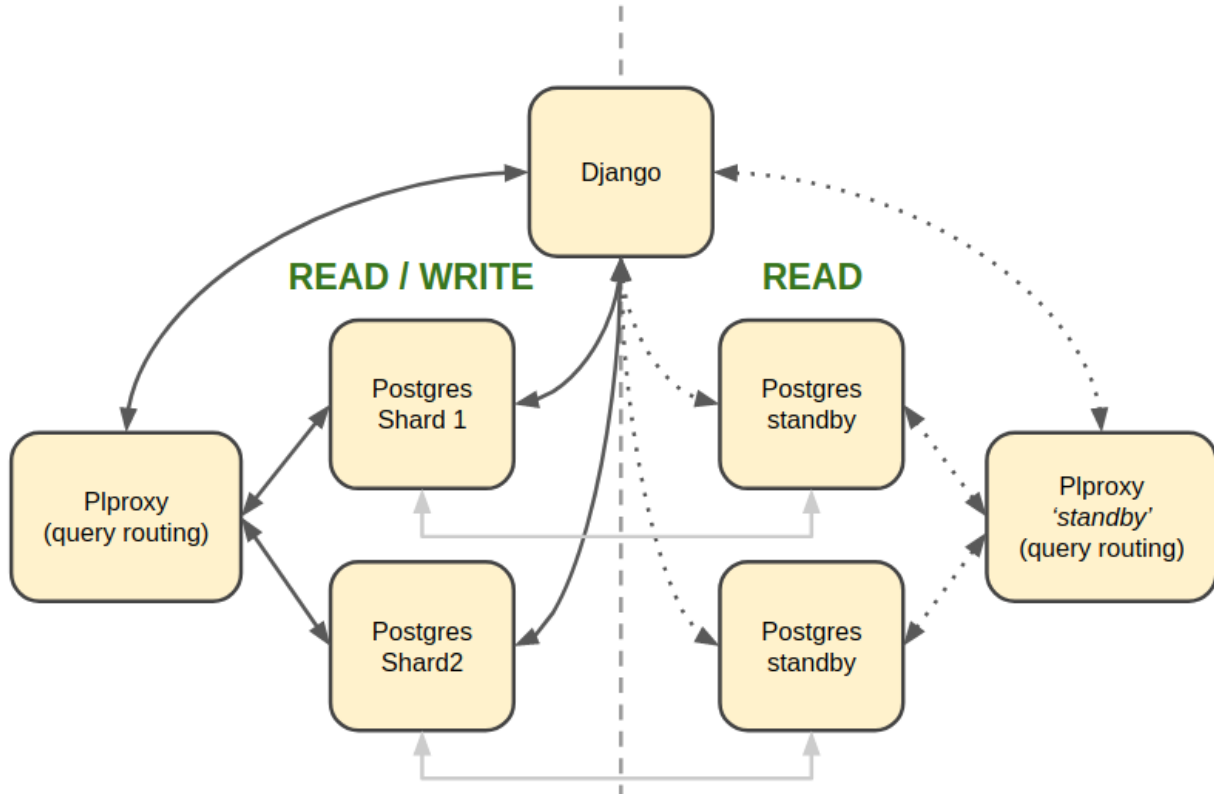 Django
READ / WRITE
READ
Postgres
Shard 1
Postgres
standby
Plproxy
(query routing)
Plproxy
‘standby’
(query routing)
Postgres
Shard2
Postgres
standby